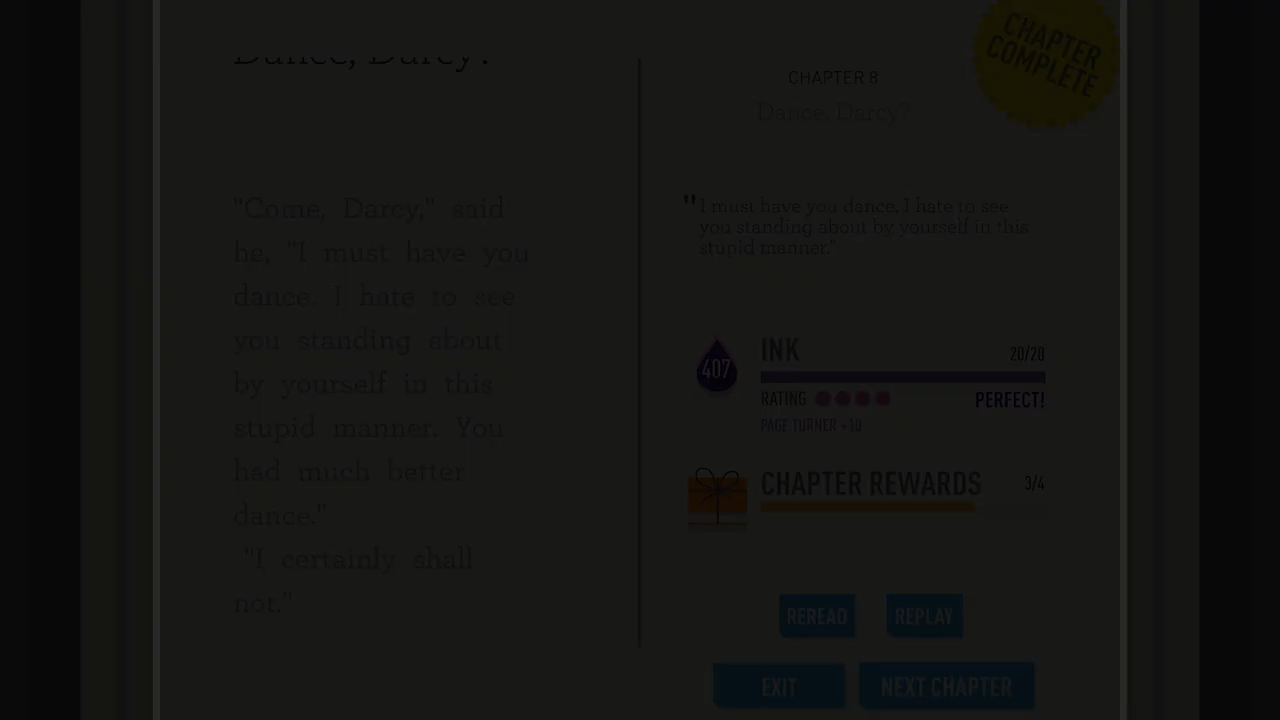 Dance, Darcy?
"Come, Darcy," said
he, "I must have you
dance. I hate to see
you standing about
by yourself in this
stupid manner. You
had much better
dance."
"I certainly shall
not."
CHAPTER
COMPLETE
CHAPTER 8
Dance, Darcy?
"I must have you dance. I hate to see
you standing about by yourself in this
stupid manner."
407
INK
20/20
RATING
PERFECT!
PAGE TURNER +10
CHAPTER REWARDS
3/4
REREAD
REPLAY
EXIT
NEXT CHAPTER